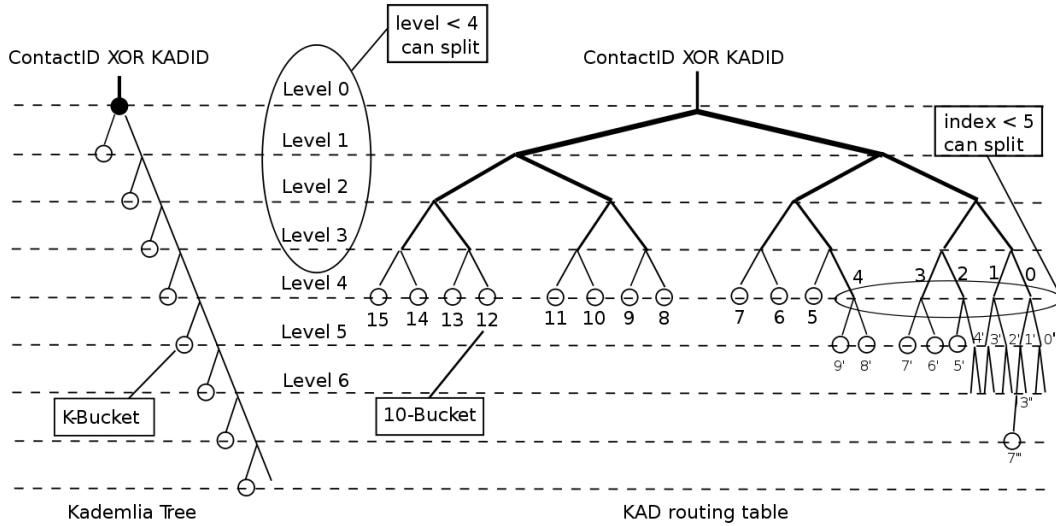 level < 4
can split
ContactID XOR KADID
ContactID XOR KADID
Level 0
index < 5
can split
Level 1
Level 2
Level 3
Level 4
4 3 2 1 0
15 14 13 12 11 10 9 8 7 6 5
Level 5
4' 3' 2' 1' 0'
9' 8' 7' 6' 5'
Level 6
3"
K-Bucket
10-Bucket
7'''
Kademlia Tree
KAD routing table